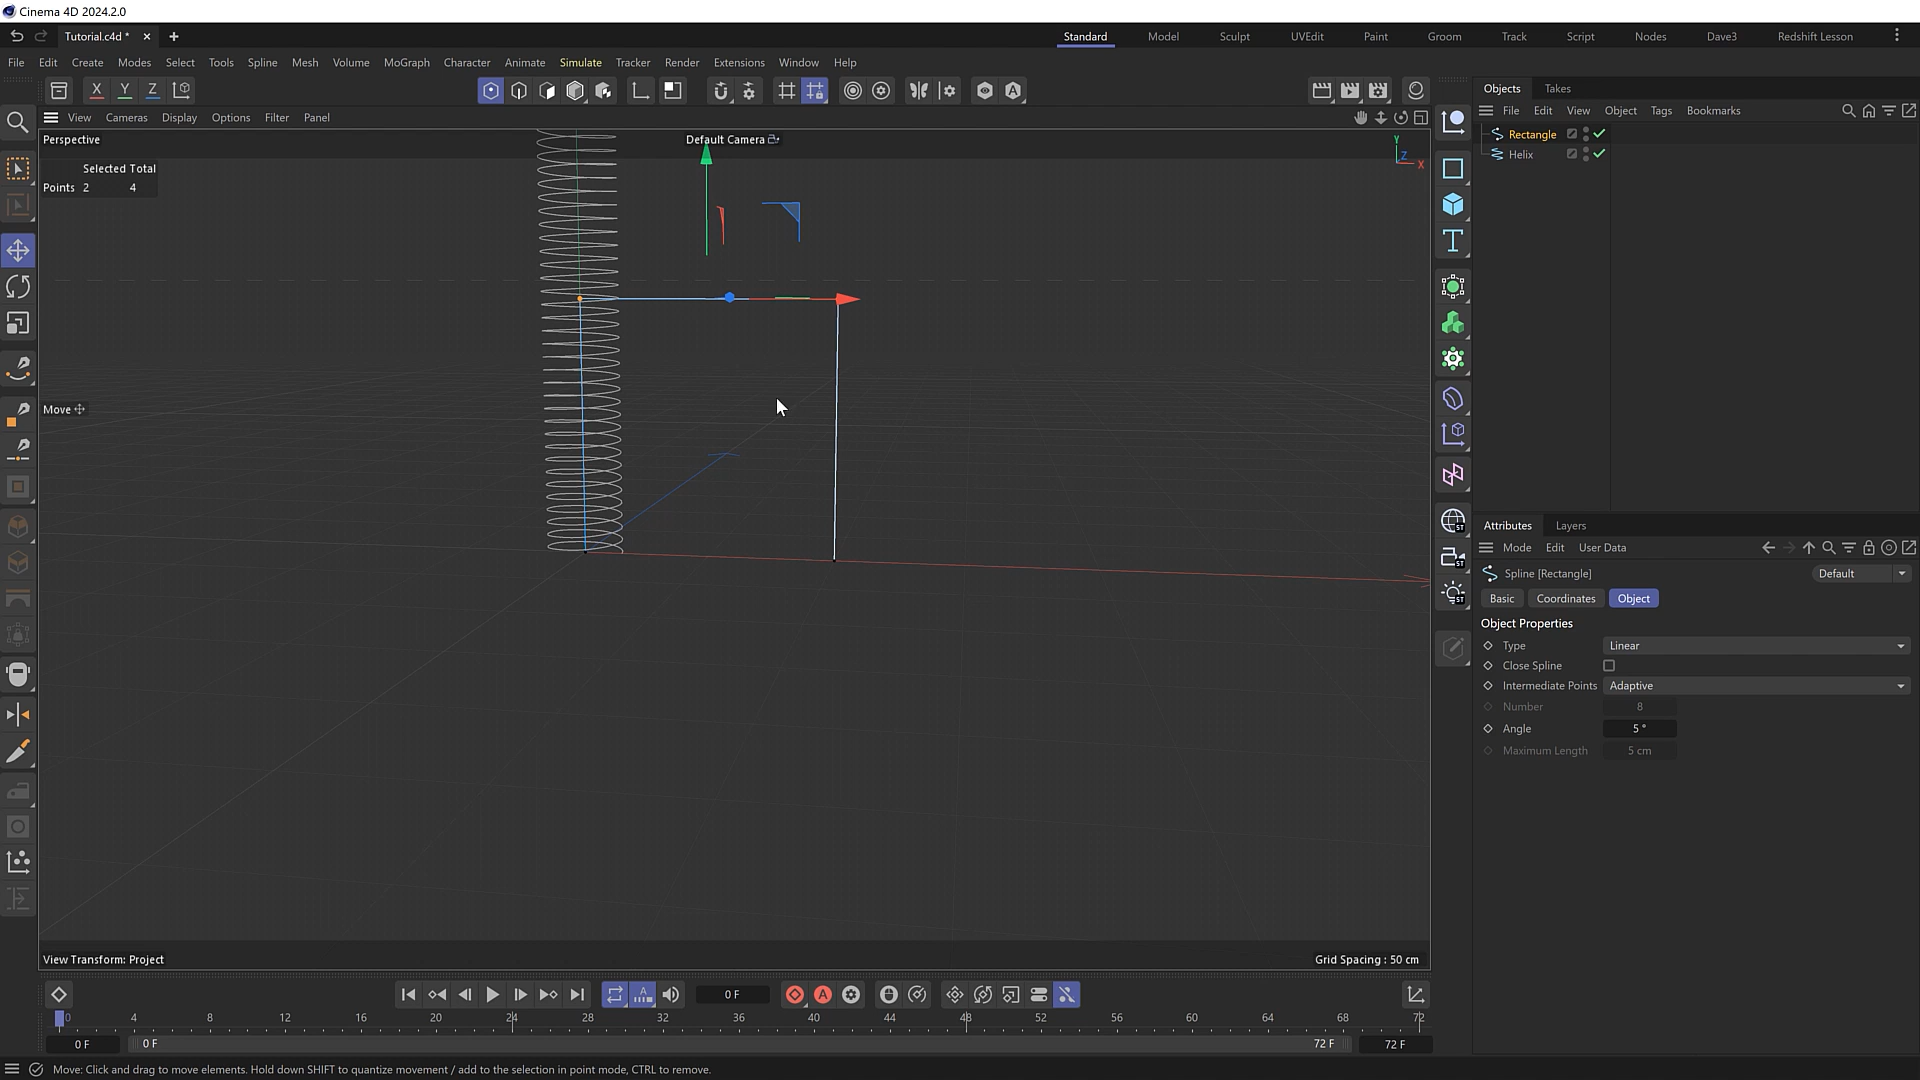 Cinema 4D 2024.2.0
Tutorial.c4d *
Standard Model Sculpt UVEdit Paint Groom Track Script Nodes Dave3 Redshift Lesson
File Edit Create Modes Select Tools Spline Mesh Volume MoGraph Character Animate Simulate Tracker Render Extensions Window Help
X Y Z
Objects Takes
File Edit View Object Tags Bookmarks
View Cameras Display Options Filter Panel
Rectangle
Helix
Perspective
Default Camera
Y
Z
X
Selected Total
Points 2 4
Move
Attributes Layers
Mode Edit User Data
Spline [Rectangle]
Default
Basic Coordinates Object
Object Properties
Type Linear
Close Spline
Intermediate Points Adaptive
Number 8
Angle 5 °
Maximum Length 5 cm
ST
ST
ST
View Transform: Project
Grid Spacing : 50 cm
0 F
0 4 8 12 16 20 24 28 32 36 40 44 48 52 56 60 64 68 72
0 F 0 F 72 F 72 F
Move: Click and drag to move elements. Hold down SHIFT to quantize movement / add to the selection in point mode, CTRL to remove.